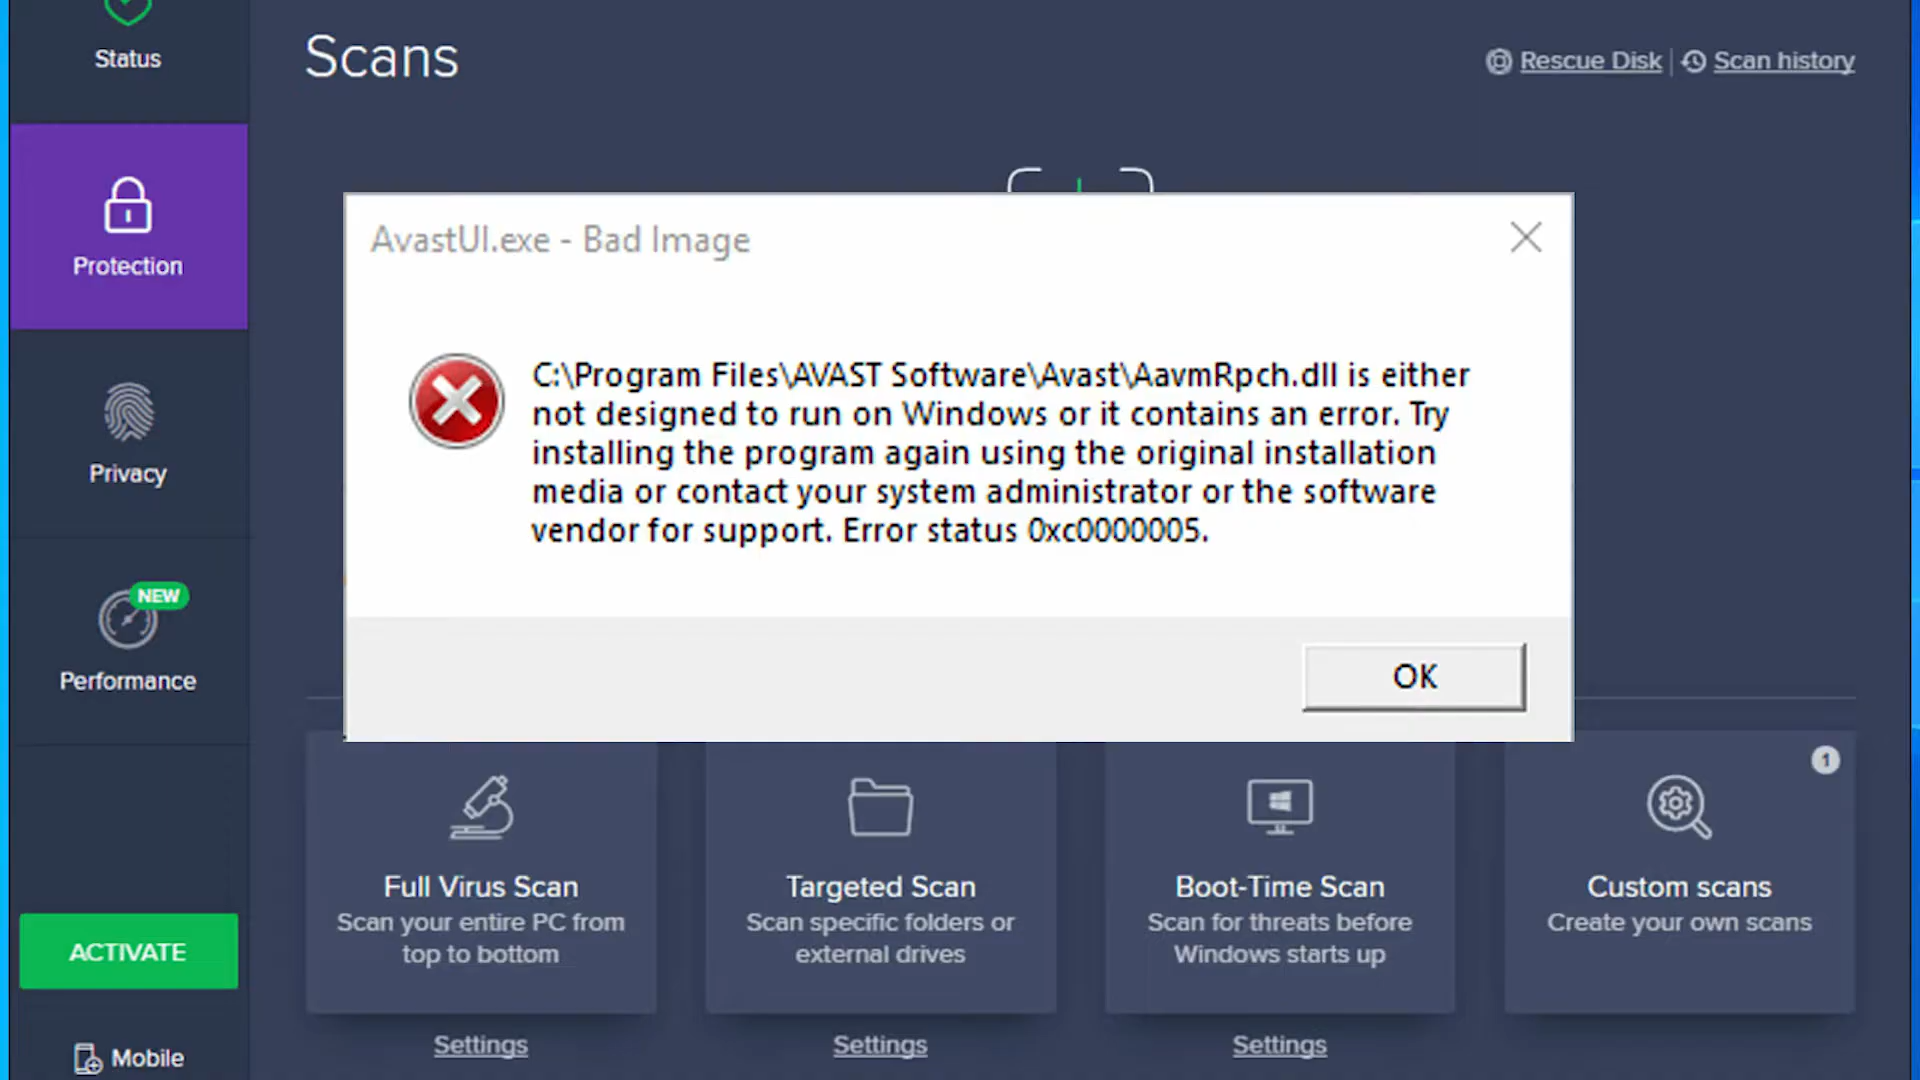 Status
Scans
Rescue Disk
Scan history
Protection
AvastUI.exe - Bad Image
C:\Program Files\AVAST Software\Avast\AavmRpch.dll is either
not designed to run on Windows or it contains an error. Try
installing the program again using the original installation
media or contact your system administrator or the software
vendor for support. Error status 0xc0000005.
OK
Privacy
NEW
Performance
1
Full Virus Scan
Scan your entire PC from
top to bottom
Settings
Targeted Scan
Scan specific folders or
external drives
Settings
Boot-Time Scan
Scan for threats before
Windows starts up
Settings
Custom scans
Create your own scans
ACTIVATE
Mobile